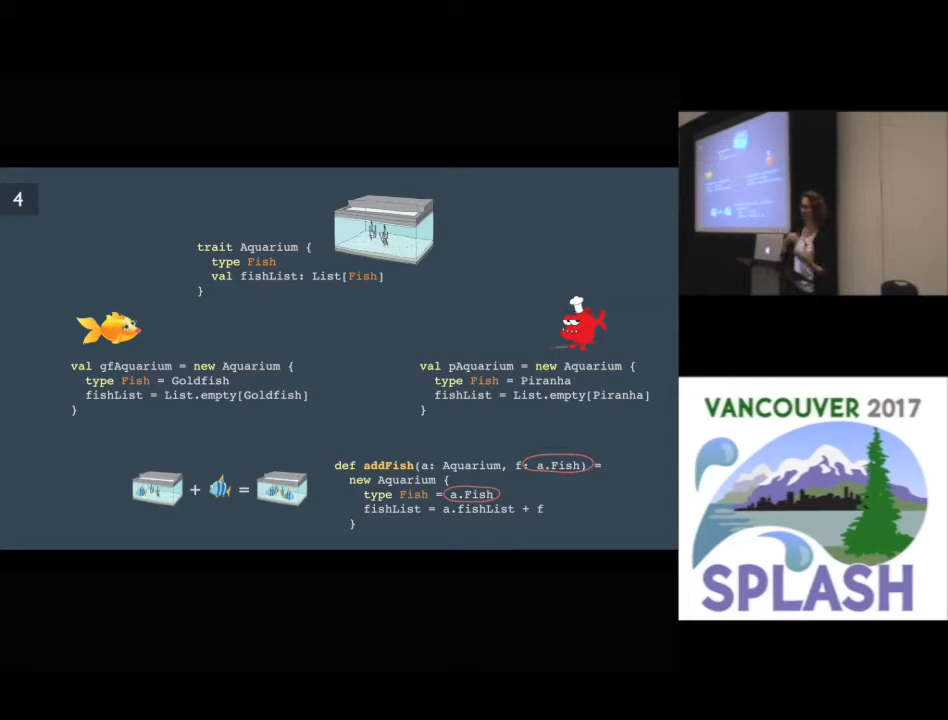 4
trait Aquarium {
type Fish
val fishList: List[Fish]
}
val gfAquarium = new Aquarium {
type Fish = Goldfish
fishList = List.empty[Goldfish]
}
val pAquarium = new Aquarium {
type Fish = Piranha
fishList = List.empty[Piranha]
}
+ =
def addFish(a: Aquarium, f: a.Fish) =
new Aquarium {
type Fish = a.Fish
fishList = a.fishList + f
}
VANCOUVER 2017
SPLASH